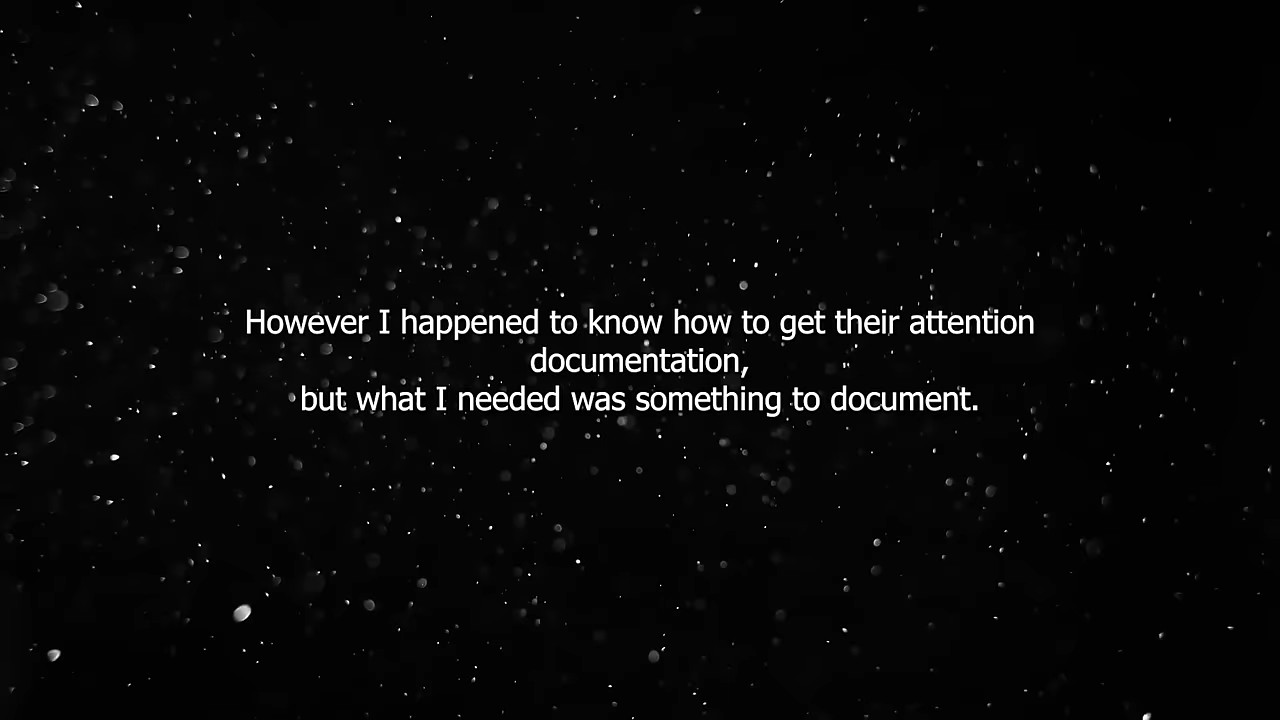 However I happened to know how to get their attention
documentation,
but what I needed was something to document.